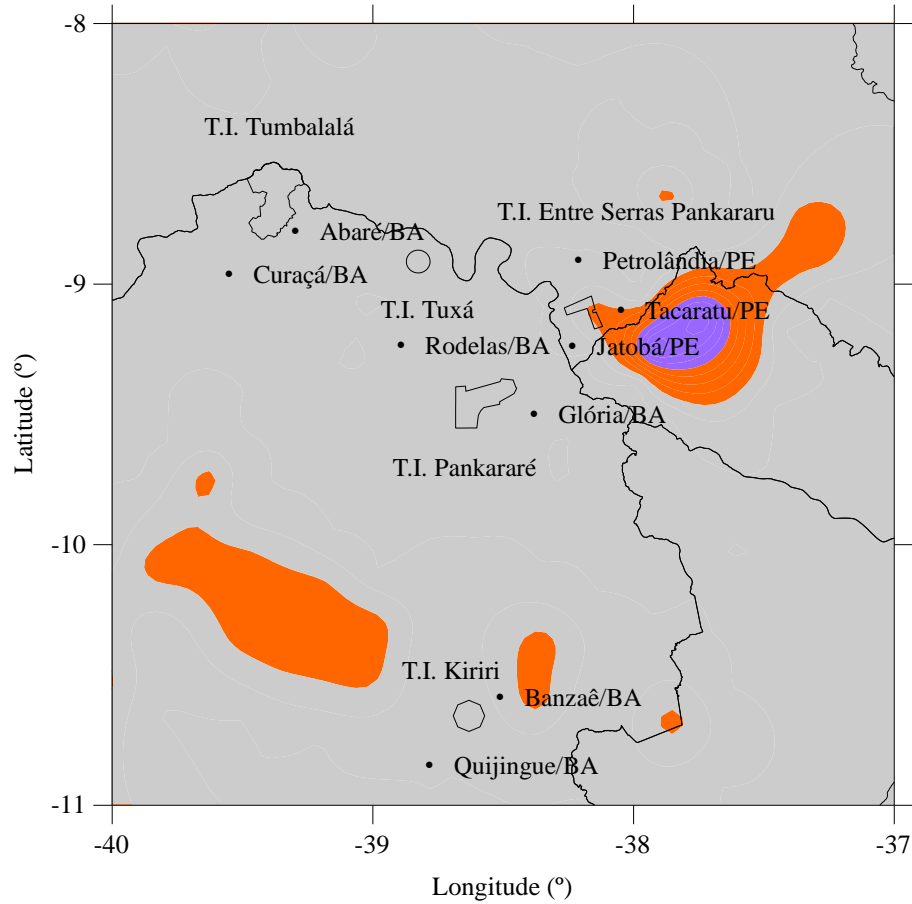 -8
T.I. Tumbalalá
T.I. Entre Serras Pankararu
Abaré/BA
Petrolândia/PE
Curaçá/BA
-9
T.I. Tuxá
Tacaratu/PE
Rodelas/BA
Jatobá/PE
Glória/BA
Latitude (º)
T.I. Pankararé
-10
T.I. Kiriri
Banzaê/BA
Quijingue/BA
-11
-40
-39
-38
-37
Longitude (º)